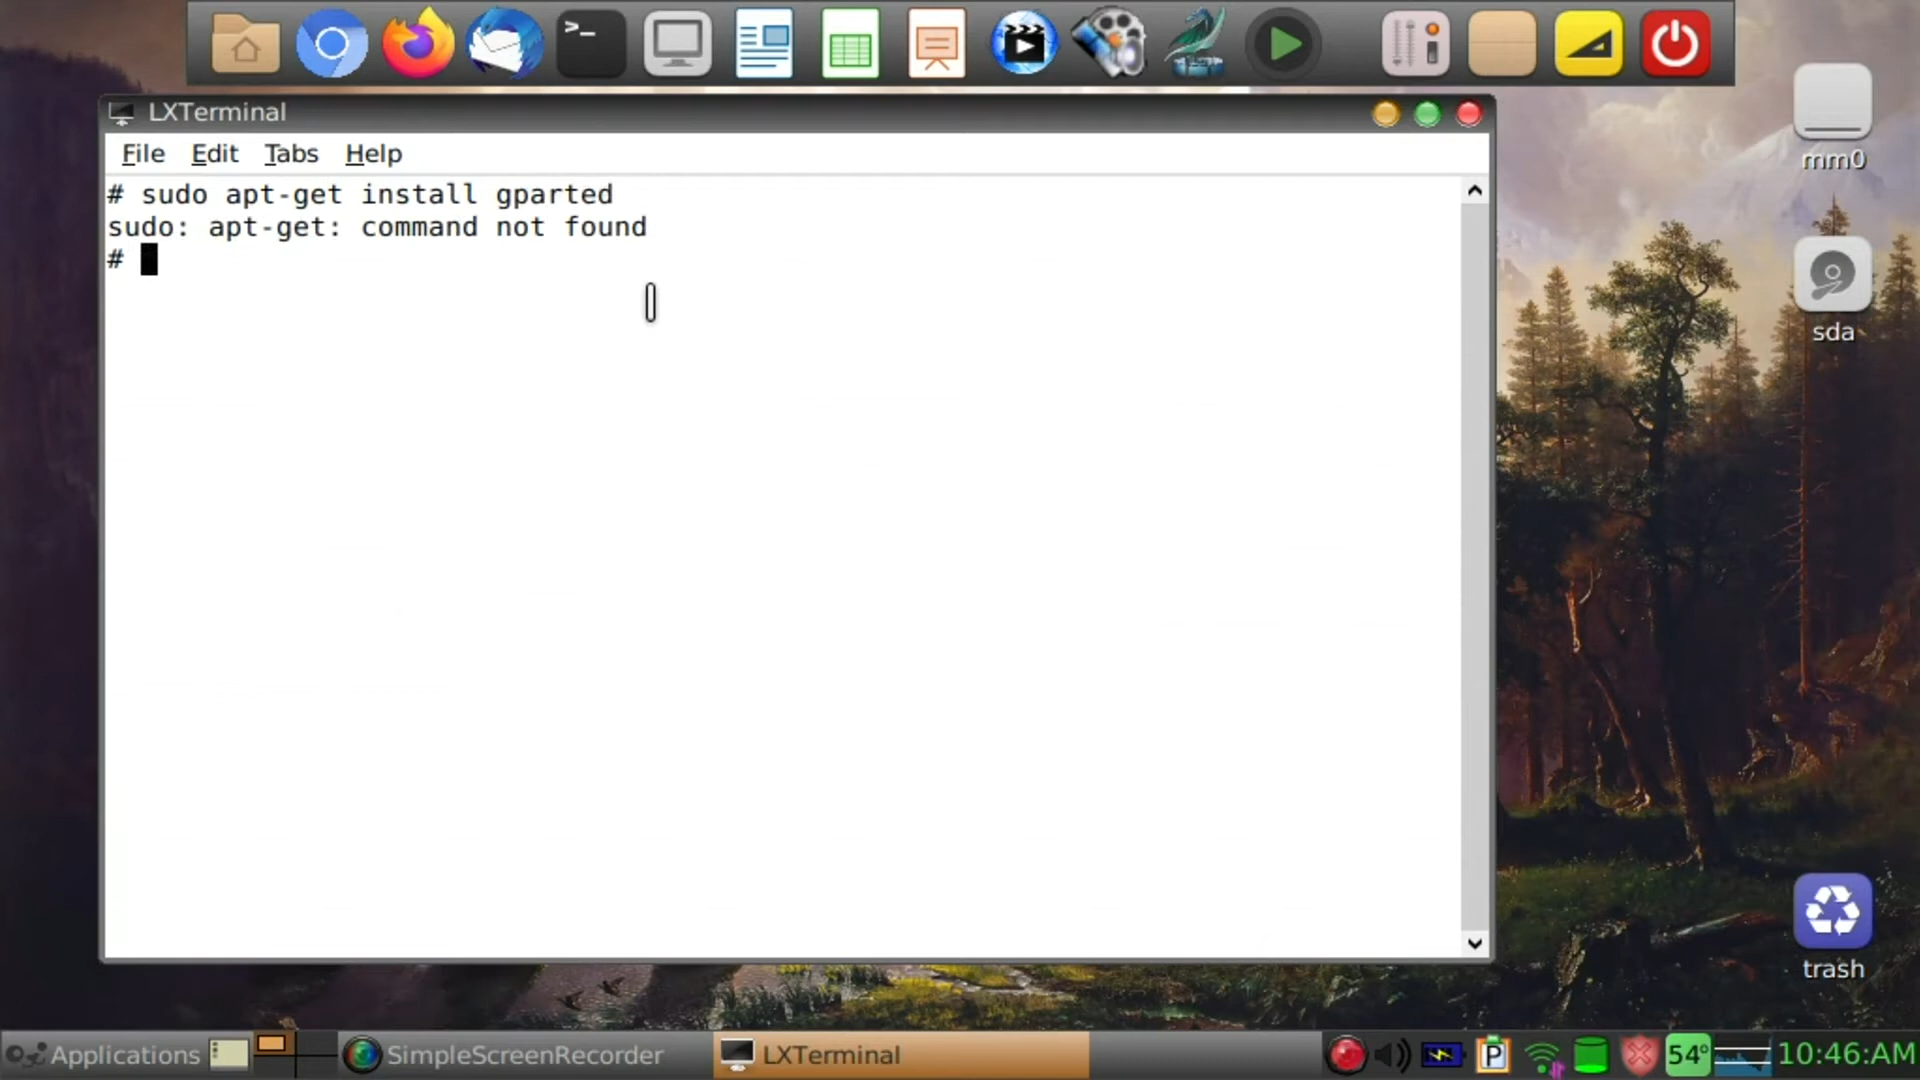 LXTerminal
File Edit Tabs Help
# sudo apt-get install gparted
sudo: apt-get: command not found
#
>_
mm0
sda
trash
Applications
SimpleScreenRecorder
LXTerminal
P
54°
10:46:AM